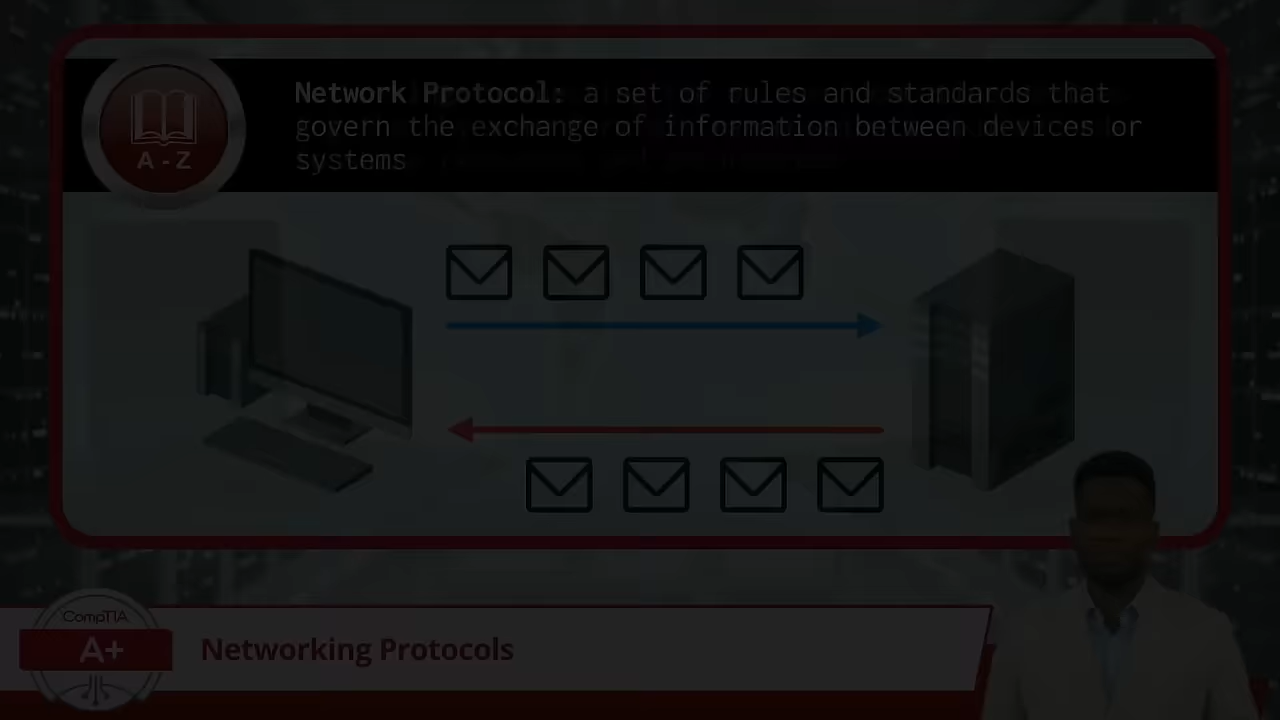 Network Protocol: a set of rules and standards that
govern the exchange of information between devices or
systems
A - Z
CompTIA
A+
Networking Protocols